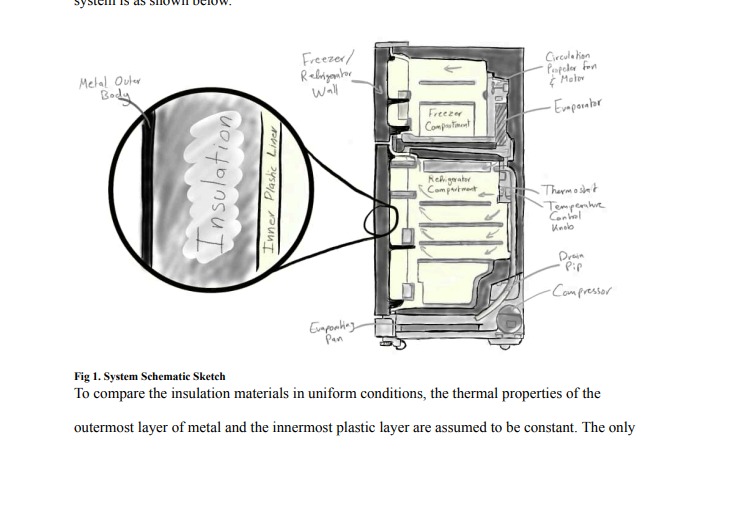 system is as shown below.
Freezer/
Refrigerator
Wall
Metal Outer
Body
Insulation
Inner Plastic Liner
Circulation
Propeler fan
& Motor
Evaporator
Freezer
Compartment
Refrigerator
Compartment
Thermostat
Temperature
Control
Knob
Drain
Pip
Compressor
Evaporating
Pan
Fig 1. System Schematic Sketch
To compare the insulation materials in uniform conditions, the thermal properties of the
outermost layer of metal and the innermost plastic layer are assumed to be constant. The only